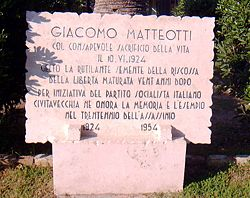 GIACOMO MATTEOTTI
COL CONSAPEVOLE SACRIFICIO DELLA VITA
IL 10.VI.1924
GETTÒ LA RUTILANTE SEMENTE DELLA RISCOSSA
DELLA LIBERTÀ MATURATA VENT'ANNI DOPO
PER INIZIATIVA DEL PARTITO SOCIALISTA ITALIANO
CIVITAVECCHIA NE ONORA LA MEMORIA E L'ESEMPIO
NEL TRENTENNIO DELL'ASSASSINIO
1924 1954